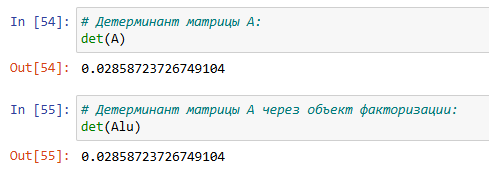 In [54]: # Детерминант матрицы A:
det(A)
Out[54]: 0.02858723726749104
In [55]: # Детерминант матрицы A через объект факторизации:
det(Alu)
Out[55]: 0.02858723726749104